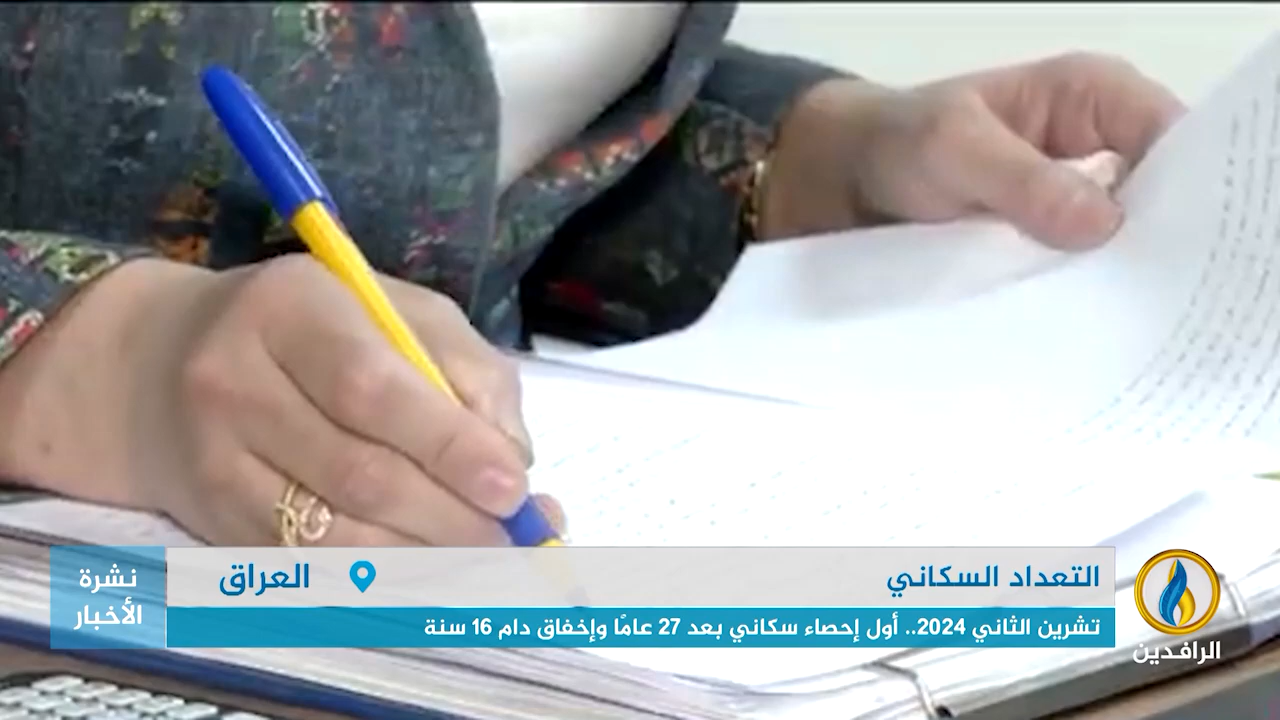 التعداد السكاني
العراق
تشرين الثاني 2024.. أول إحصاء سكاني بعد 27 عامًا وإخفاق دام 16 سنة
نشرة
الأخبار
الرافدين